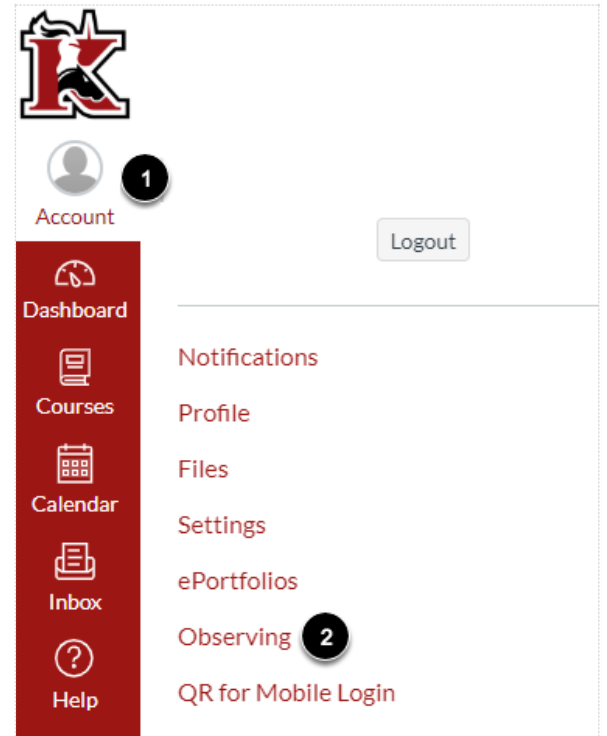 K
1
Account
Logout
Dashboard
Notifications
Courses
Profile
Files
Calendar
Settings
ePortfolios
Inbox
Observing 2
Help
QR for Mobile Login